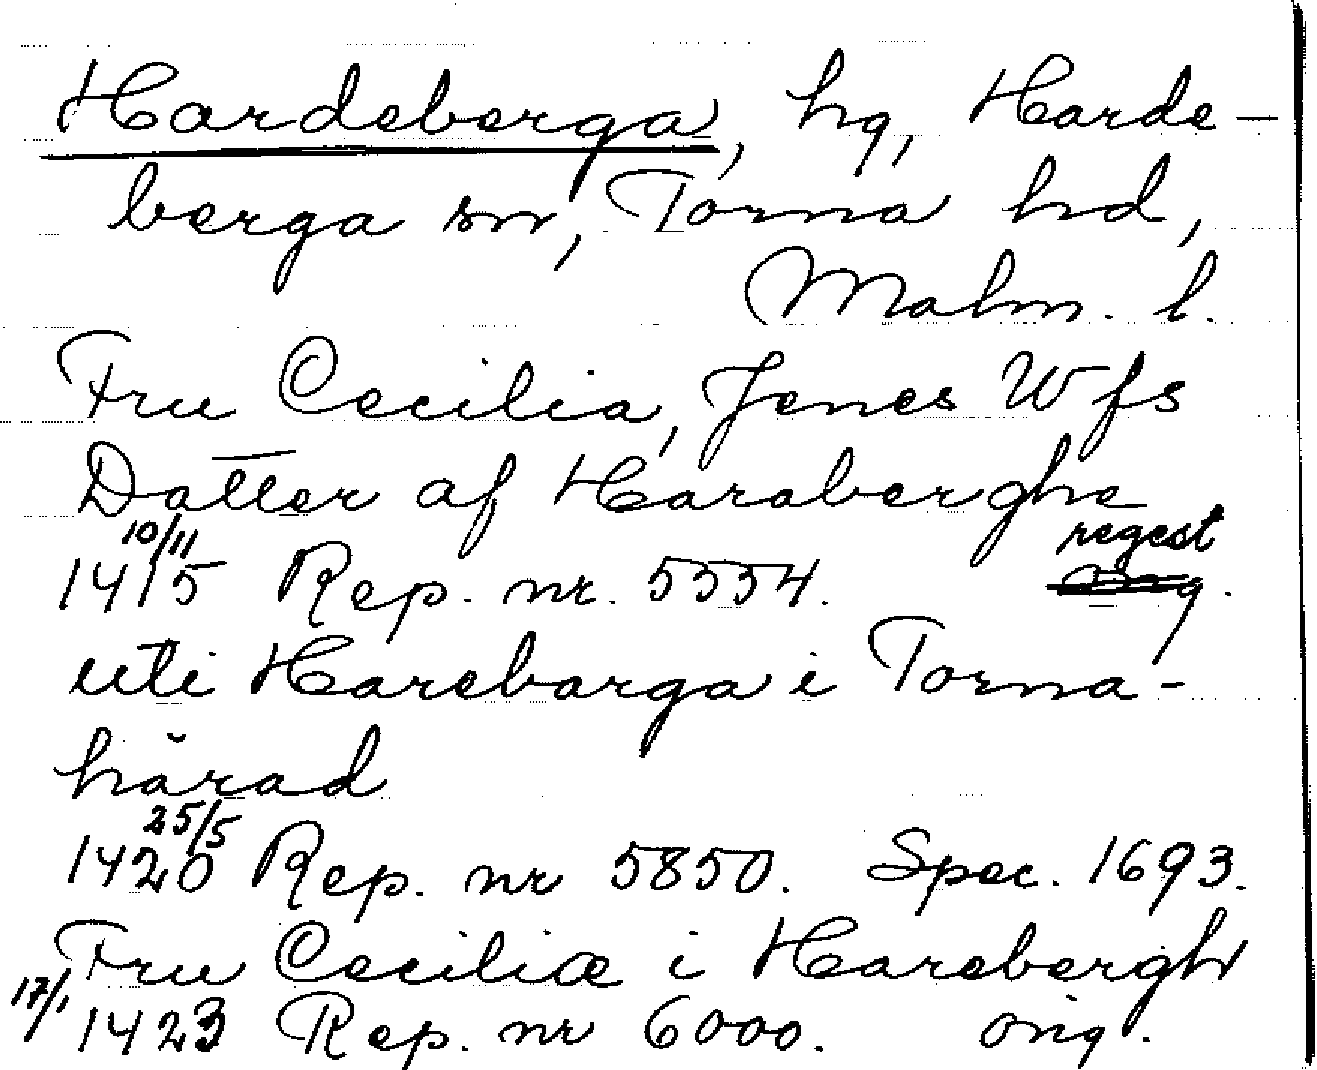 Hardeberga, hg, Harde-
berga sn, Torna hd,
Malm. l.
Fru Cecilia, Jenes W fs
Datter af Haraberghe
10/11 regest
1415 Rep. nr. 5554.
uti Harebarga i Torna-
härad
25/5
1420 Rep. nr 5850. Spec. 1693.
Fru Ceciliæ i Harebergh
17/1 1423 Rep. nr 6000. orig.